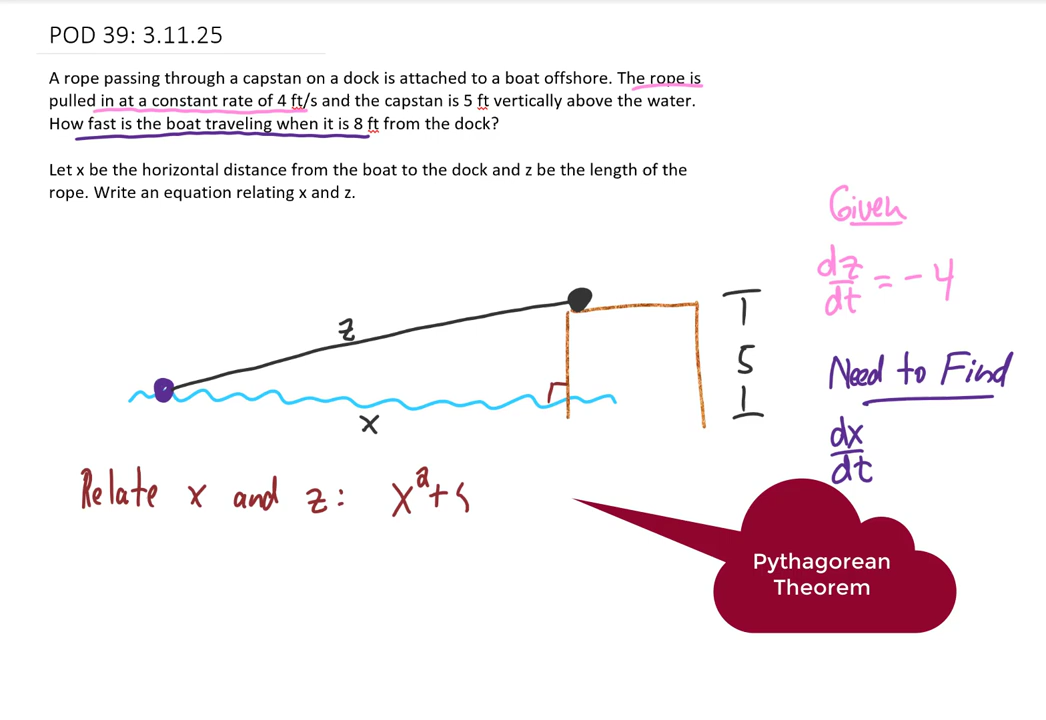 POD 39: 3.11.25
A rope passing through a capstan on a dock is attached to a boat offshore. The rope is
pulled in at a constant rate of 4 ft/s and the capstan is 5 ft vertically above the water.
How fast is the boat traveling when it is 8 ft from the dock?
Let x be the horizontal distance from the boat to the dock and z be the length of the
rope. Write an equation relating x and z.
Given
dz/dt = -4
z
5
x
Need to Find
dx/dt
Relate x and z: x²+5
Pythagorean
Theorem